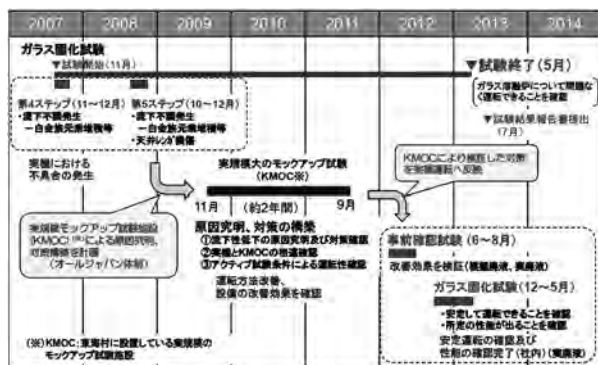 2007 2008 2009 2010 2011 2012 2013 2014
ガラス固化試験
▼試験開始(11月)
▼試験終了(5月)
ガラス溶融炉について問題な
く運転できることを確認
▼試験結果報告書提出
(7月)
第4ステップ(11~12月)
・流下不調発生
ー白金族元素堆積等
第5ステップ(10~12月)
・流下不調発生
ー白金族元素堆積等
・天井レンガ損傷
実機における
不具合の発生
実規模大のモックアップ試験
(KMOC※)
11月 (約2年間) 9月
KMOCにより検証した対策
を実機運転へ反映
実規模モックアップ試験施設
(KMOC)(※)による原因究明、
対策構築を計画
(オールジャパン体制)
原因究明、対策の構築
①流下性低下の原因究明及び対策確認
②実機とKMOCの相違確認
③アクティブ試験条件による運転性確認
運転方法改善、
設備の改善効果を確認
事前確認試験(6~8月)
改善効果を検証(模擬廃液、実廃液)
ガラス固化試験(12~5月)
・安定して運転できることを確認
・所定の性能が出ることを確認
安定運転の確認及び
性能の確認完了(社内)(実廃液)
(※)KMOC:東海村に設置している実規模の
モックアップ試験施設